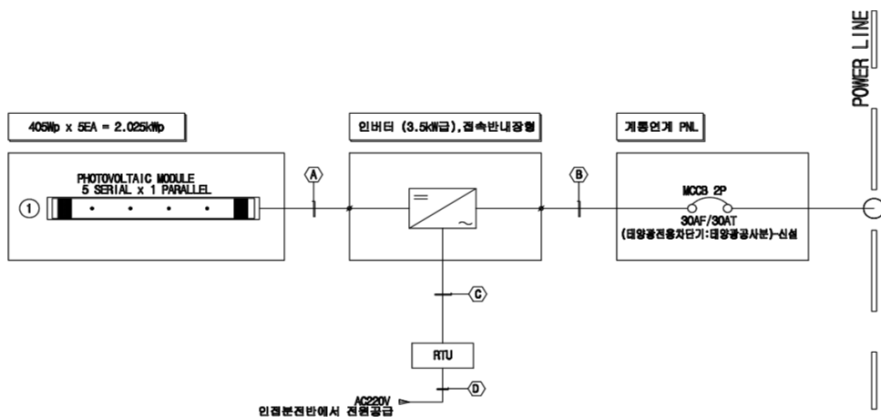 405Wp x 5EA = 2.025kWp
인버터 (3.5kW급),접속반내장형
계통연계 PNL
POWER LINE
PHOTOVOLTAIC MODULE
5 SERIAL x 1 PARALLEL
1
A
B
MCCB 2P
30AF/30AT
(태양광전용차단기:태양광공사분)-신설
C
RTU
D
AC220V
인접분전반에서 전원공급